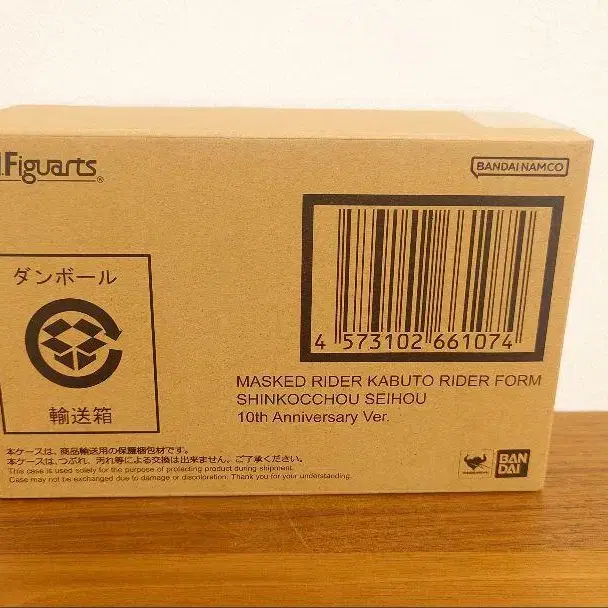 .Figuarts®
BANDAI NAMCO
ダンボール
輸送箱
4 573102 661074
MASKED RIDER KABUTO RIDER FORM
SHINKOCCHOU SEIHOU
10th Anniversary Ver.
本ケースは、商品輸送用の保護梱包材です。
本ケースは、つぶれ、汚れ等による交換は出来ません。ご了承ください。
This case is used solely for the purpose of protecting product during shipment.
Case may not be exchanged due to damage or discoloration. Thank you for your understanding.
BAN
DAI